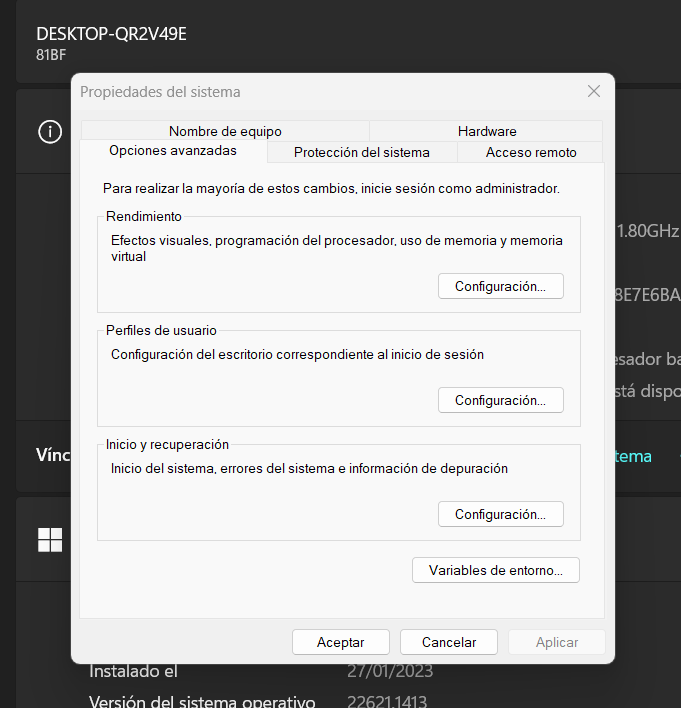 DESKTOP-QR2V49E
81BF
Propiedades del sistema
Nombre de equipo
Hardware
Opciones avanzadas
Protección del sistema
Acceso remoto
Para realizar la mayoría de estos cambios, inicie sesión como administrador.
Rendimiento
Efectos visuales, programación del procesador, uso de memoria y memoria
virtual
Configuración...
1.80GHz
8E7E6BA
Perfiles de usuario
Configuración del escritorio correspondiente al inicio de sesión
Configuración...
esador ba
stá dispo
Inicio y recuperación
Inicio del sistema, errores del sistema e información de depuración
Configuración...
Vínc
tema
Variables de entorno...
Aceptar
Cancelar
Aplicar
Instalado el
27/01/2023
Versión del sistema operativo
22621.1413